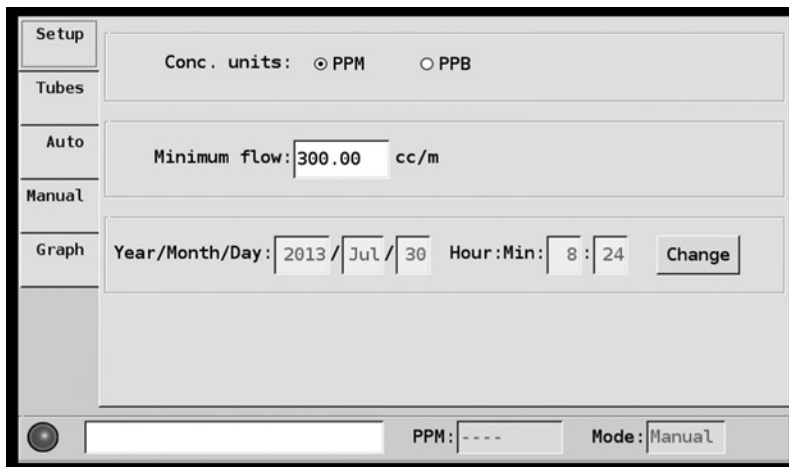 Setup
Tubes
Auto
Manual
Graph
Conc. units: PPM PPB
Minimum flow: 300.00 cc/m
Year/Month/Day: 2013 / Jul / 30 Hour:Min: 8 : 24 Change
PPM: ---- Mode: Manual